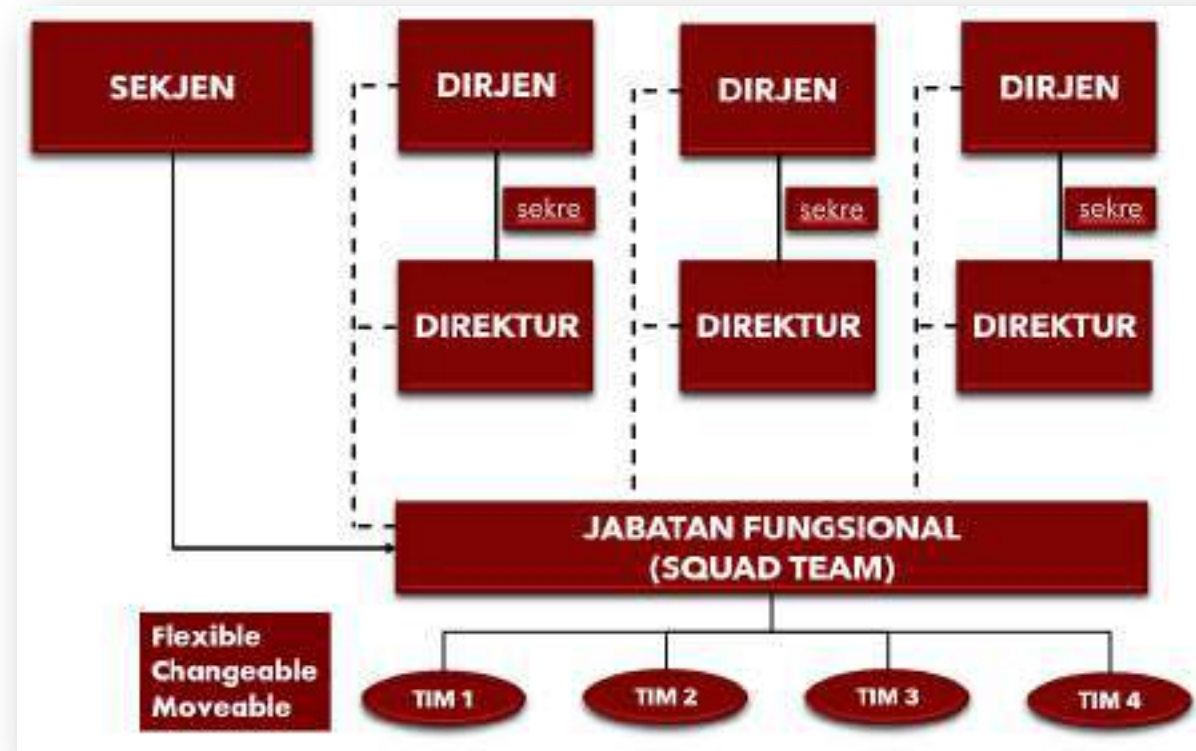 SEKJEN
DIRJEN
DIRJEN
DIRJEN
sekre
sekre
sekre
DIREKTUR
DIREKTUR
DIREKTUR
JABATAN FUNGSIONAL
(SQUAD TEAM)
Flexible
Changeable
Moveable
TIM 1
TIM 2
TIM 3
TIM 4